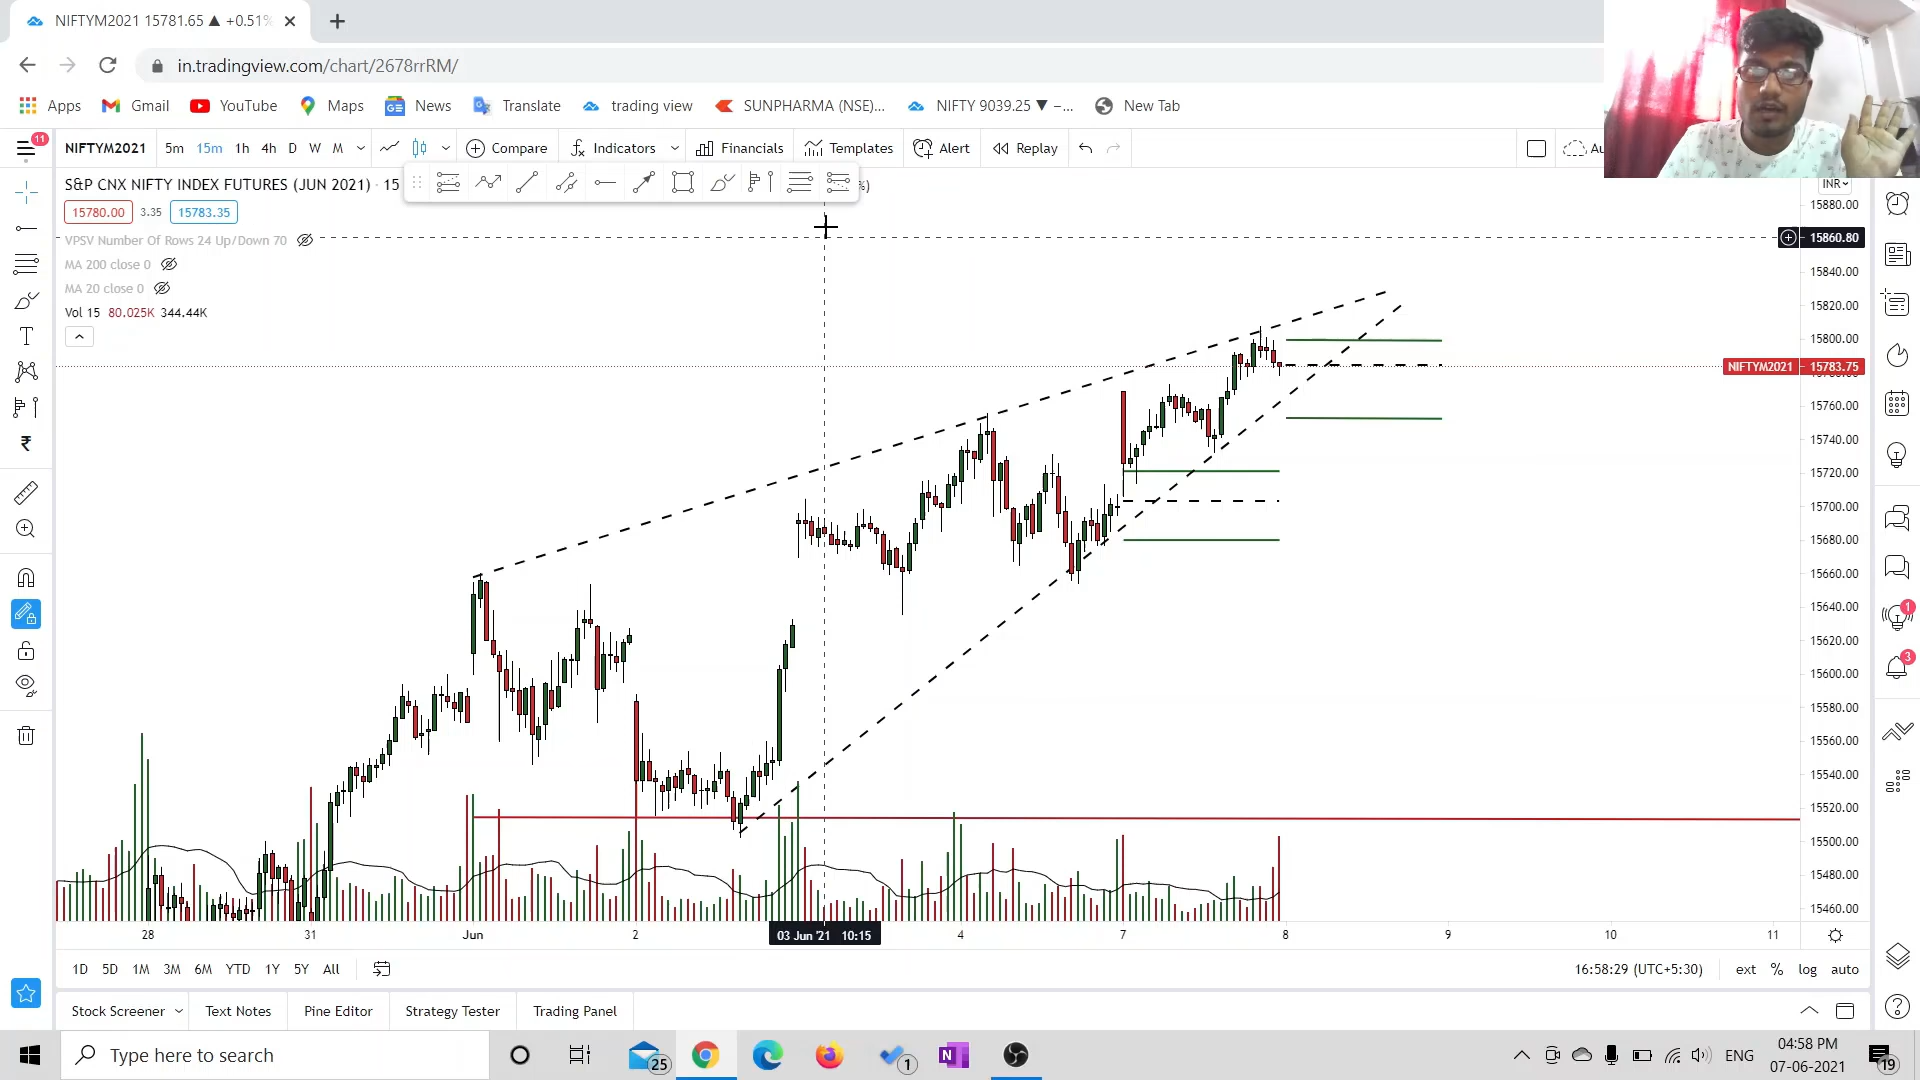 NIFTYM2021 15781.65 ▲ +0.51%
in.tradingview.com/chart/2678rrRM/
Apps Gmail YouTube Maps News Translate trading view SUNPHARMA (NSE)... NIFTY 9039.25 ▼ −... New Tab
11
NIFTYM2021 5m 15m 1h 4h D W M Compare Indicators Financials Templates Alert Replay
S&P CNX NIFTY INDEX FUTURES (JUN 2021) · 15
INR
15780.00 3.35 15783.35
VPSV Number Of Rows 24 Up/Down 70
MA 200 close 0
MA 20 close 0
Vol 15 80.025K 344.44K
15880.00
15860.80
15840.00
15820.00
15800.00
NIFTYM2021 15783.75
15760.00
15740.00
15720.00
15700.00
15680.00
15660.00
15640.00
15620.00
15600.00
15580.00
15560.00
15540.00
15520.00
15500.00
15480.00
15460.00
1
3
28 31 Jun 2 03 Jun '21 10:15 4 7 8 9 10 11
1D 5D 1M 3M 6M YTD 1Y 5Y All 16:58:29 (UTC+5:30) ext % log auto
Stock Screener Text Notes Pine Editor Strategy Tester Trading Panel
Type here to search 25 1 ENG 04:58 PM
07-06-2021 19